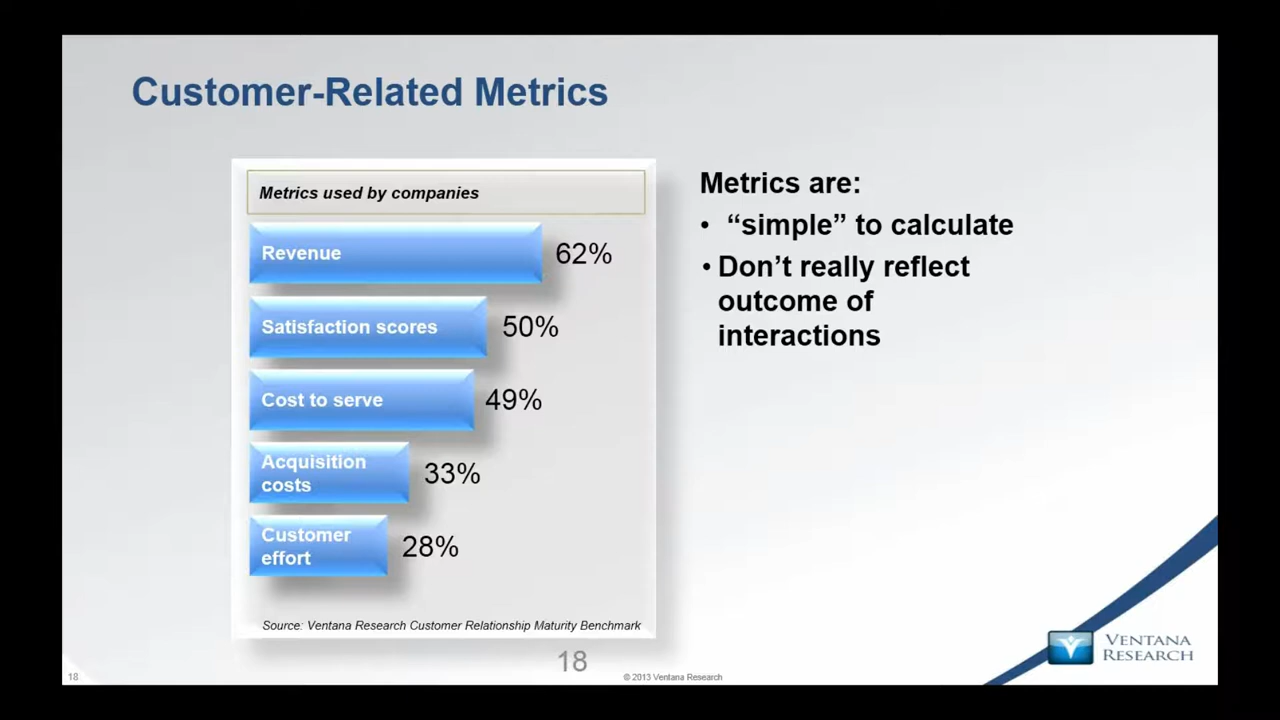 Customer-Related Metrics
Metrics used by companies
Revenue
62%
Satisfaction scores
50%
Cost to serve
49%
Acquisition
costs
33%
Customer
effort
28%
Source: Ventana Research Customer Relationship Maturity Benchmark
Metrics are:
• “simple” to calculate
• Don’t really reflect
outcome of
interactions
18
18
© 2013 Ventana Research
VENTANA
RESEARCH